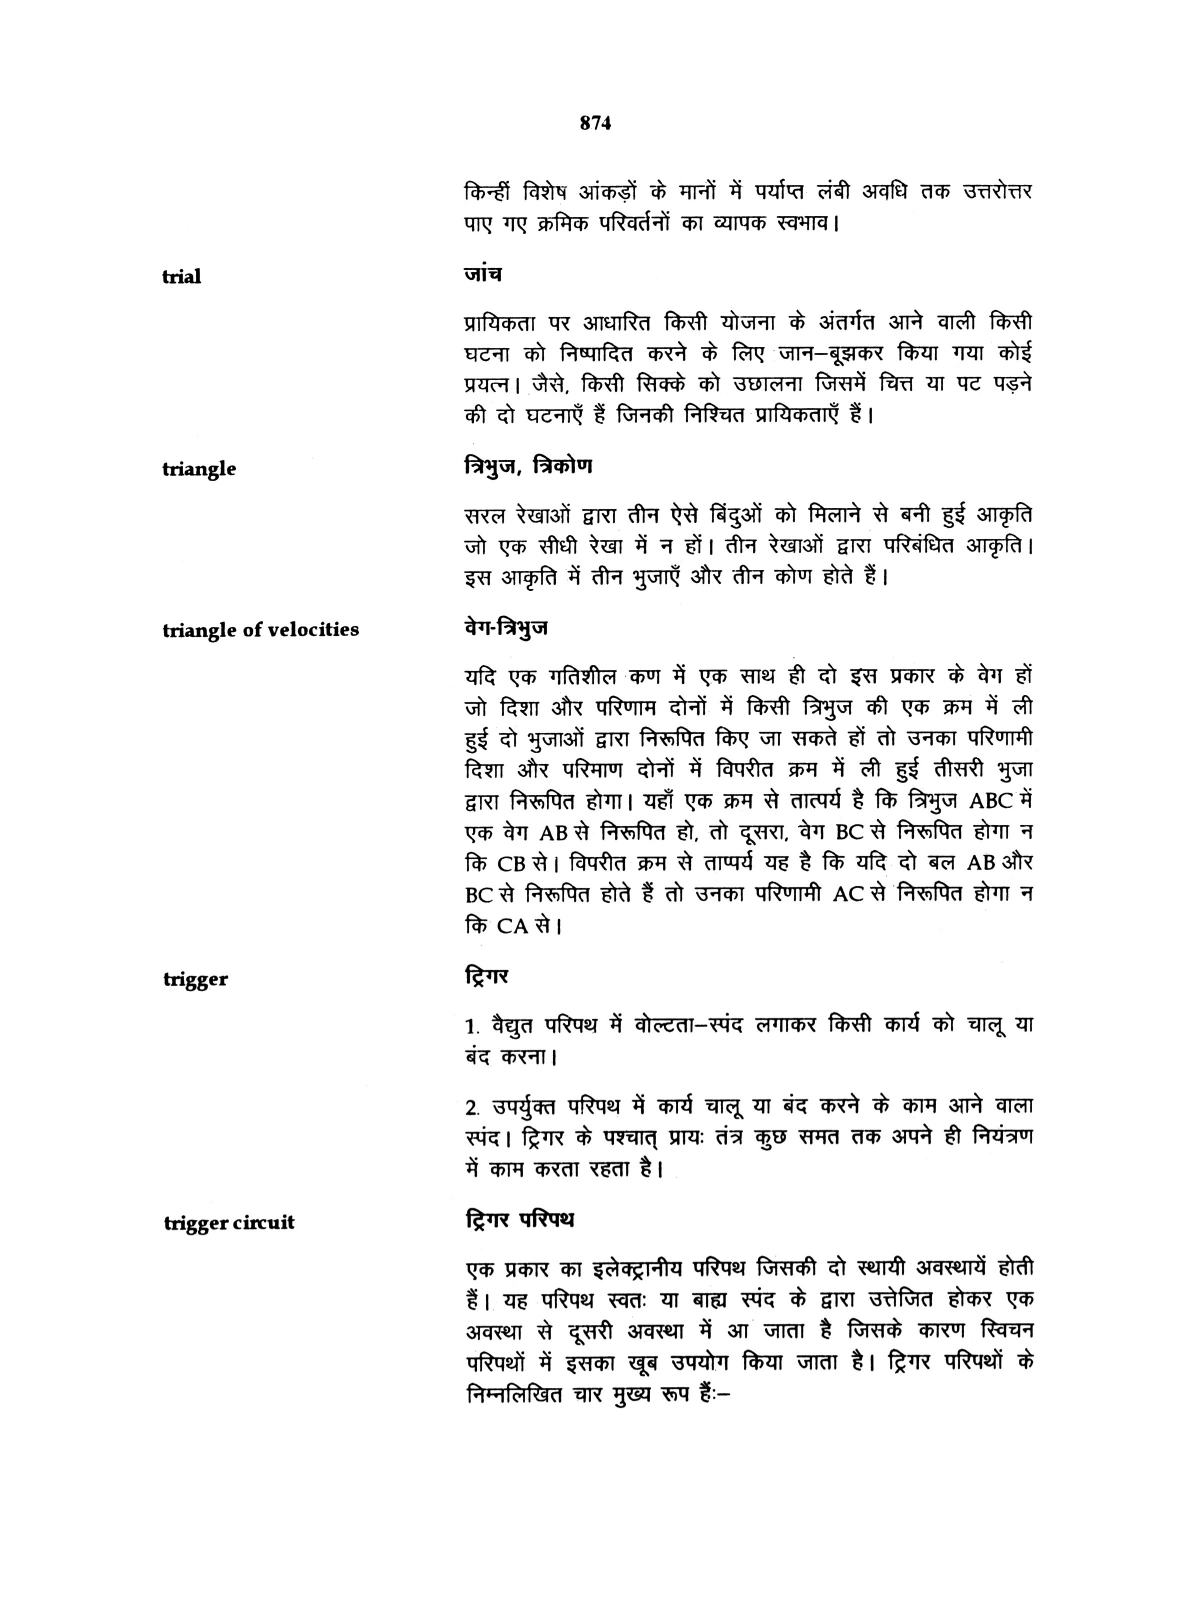 874
किन्हीं विशेष आंकड़ों के मानों में पर्याप्त लंबी अवधि तक उत्तरोत्तर
पाए गए क्रमिक परिवर्तनों का व्यापक स्वभाव।
trial जांच
प्रायिकता पर आधारित किसी योजना के अंतर्गत आने वाली किसी
घटना को निष्पादित करने के लिए जान–बूझकर किया गया कोई
प्रयत्न। जैसे, किसी सिक्के को उछालना जिसमें चित्त या पट पड़ने
की दो घटनाएँ हैं जिनकी निश्चित प्रायिकताएँ हैं।
triangle त्रिभुज, त्रिकोण
सरल रेखाओं द्वारा तीन ऐसे बिंदुओं को मिलाने से बनी हुई आकृति
जो एक सीधी रेखा में न हों। तीन रेखाओं द्वारा परिबंधित आकृति।
इस आकृति में तीन भुजाएँ और तीन कोण होते हैं।
triangle of velocities वेग-त्रिभुज
यदि एक गतिशील कण में एक साथ ही दो इस प्रकार के वेग हों
जो दिशा और परिणाम दोनों में किसी त्रिभुज की एक क्रम में ली
हुई दो भुजाओं द्वारा निरूपित किए जा सकते हों तो उनका परिणामी
दिशा और परिमाण दोनों में विपरीत क्रम में ली हुई तीसरी भुजा
द्वारा निरूपित होगा। यहाँ एक क्रम से तात्पर्य है कि त्रिभुज ABC में
एक वेग AB से निरूपित हो, तो दूसरा, वेग BC से निरूपित होगा न
कि CB से। विपरीत क्रम से ताप्पर्य यह है कि यदि दो बल AB और
BC से निरूपित होते हैं तो उनका परिणामी AC से निरूपित होगा न
कि CA से।
trigger ट्रिगर
1. वैद्युत परिपथ में वोल्टता–स्पंद लगाकर किसी कार्य को चालू या
बंद करना।
2. उपर्युक्त परिपथ में कार्य चालू या बंद करने के काम आने वाला
स्पंद। ट्रिगर के पश्चात् प्रायः तंत्र कुछ समत तक अपने ही नियंत्रण
में काम करता रहता है।
trigger circuit ट्रिगर परिपथ
एक प्रकार का इलेक्ट्रानीय परिपथ जिसकी दो स्थायी अवस्थायें होती
हैं। यह परिपथ स्वतः या बाह्य स्पंद के द्वारा उत्तेजित होकर एक
अवस्था से दूसरी अवस्था में आ जाता है जिसके कारण स्विचन
परिपथों में इसका खूब उपयोग किया जाता है। ट्रिगर परिपथों के
निम्नलिखित चार मुख्य रूप हैंः–